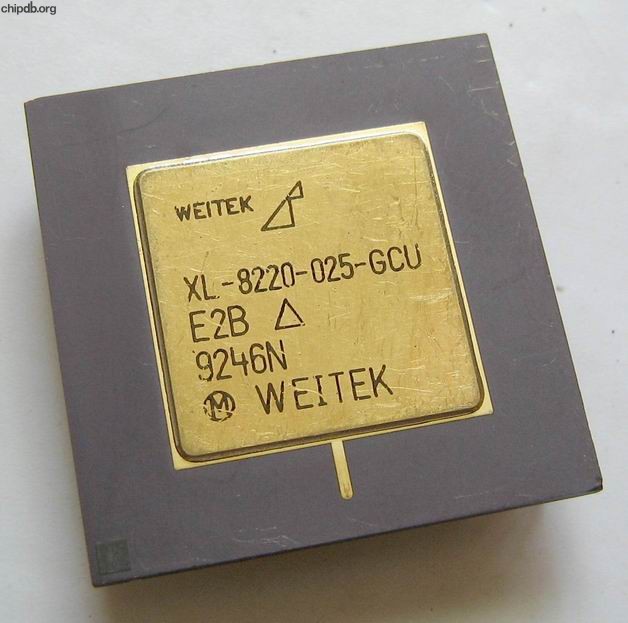 chipdb.org
WEITEK
XL-8220-025-GCU
E2B △
9246N
Ⓜ WEITEK